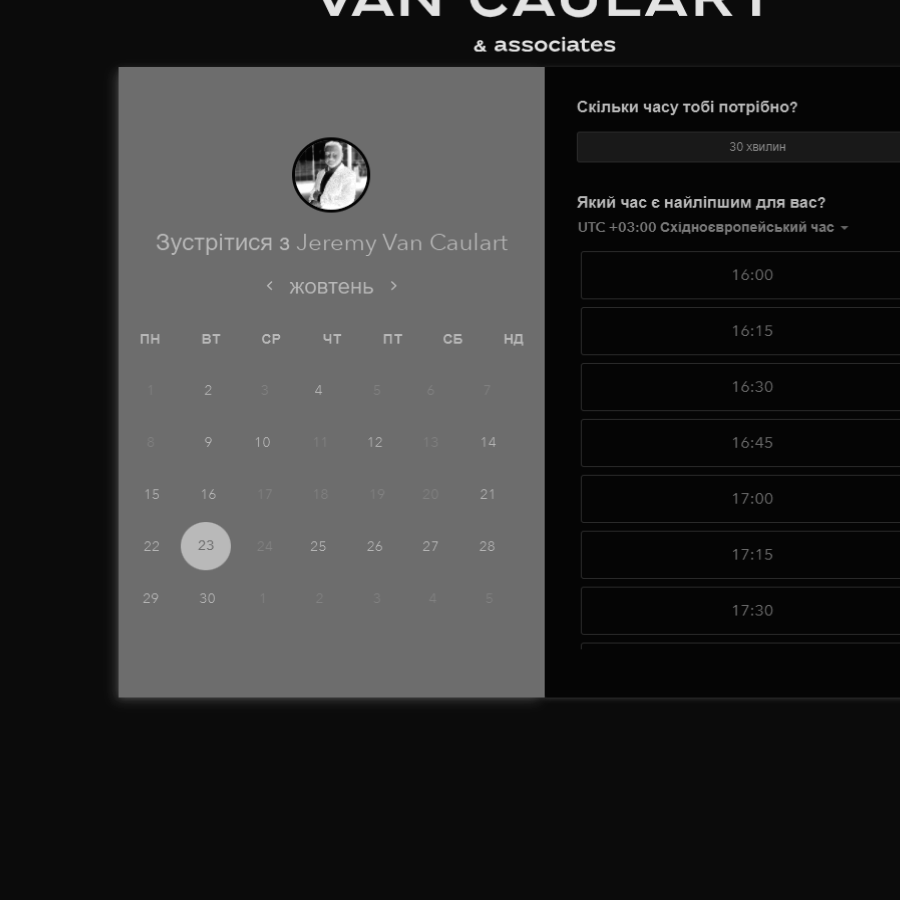 VAN CAULART
& associates
Зустрітися з Jeremy Van Caulart
жовтень
ПН ВТ СР ЧТ ПТ СБ НД
1 2 3 4 5 6 7
8 9 10 11 12 13 14
15 16 17 18 19 20 21
22 23 24 25 26 27 28
29 30 1 2 3 4 5
Скільки часу тобі потрібно?
30 хвилин
Який час є найліпшим для вас?
UTC +03:00 Східноєвропейський час
16:00
16:15
16:30
16:45
17:00
17:15
17:30